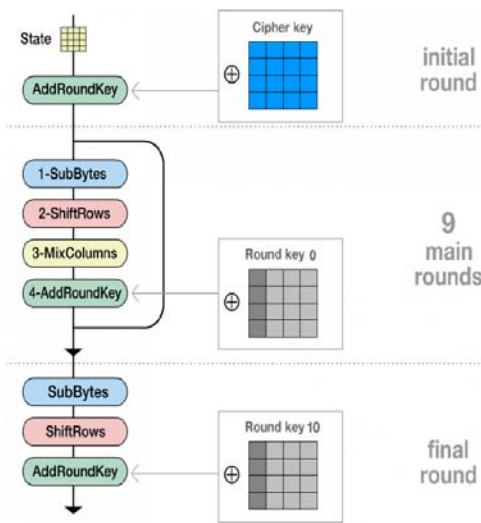 State
Cipher key
AddRoundKey
⊕
initial
round
1-SubBytes
2-ShiftRows
3-MixColumns
4-AddRoundKey
Round key 0
⊕
9
main
rounds
SubBytes
ShiftRows
AddRoundKey
Round key 10
⊕
final
round